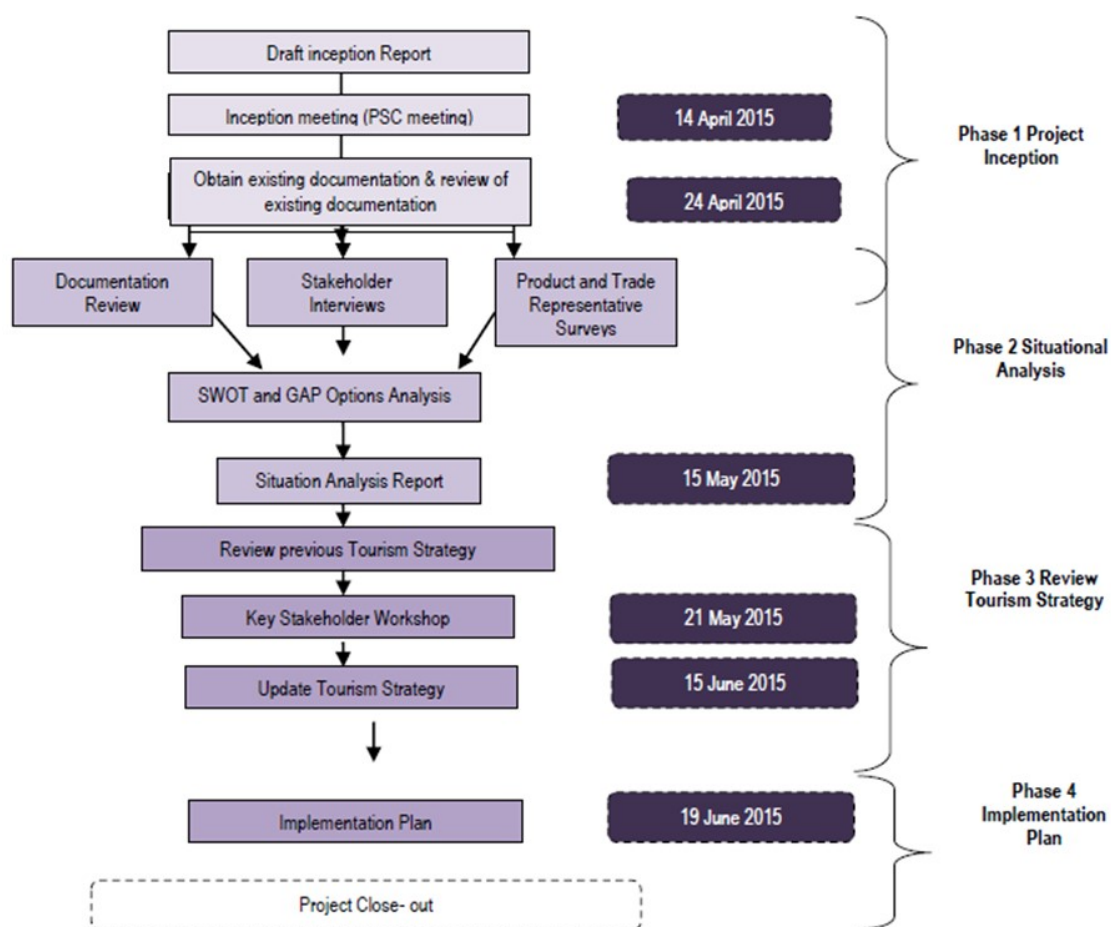 Draft inception Report
Inception meeting (PSC meeting)
14 April 2015
Phase 1 Project
Inception
Obtain existing documentation & review of
existing documentation
24 April 2015
Documentation
Review
Stakeholder
Interviews
Product and Trade
Representative
Surveys
Phase 2 Situational
Analysis
SWOT and GAP Options Analysis
Situation Analysis Report
15 May 2015
Review previous Tourism Strategy
Phase 3 Review
Tourism Strategy
Key Stakeholder Workshop
21 May 2015
Update Tourism Strategy
15 June 2015
Implementation Plan
19 June 2015
Phase 4
Implementation
Plan
Project Close- out